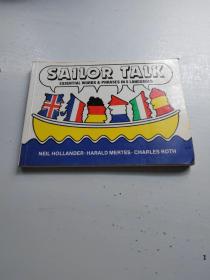 SAILOR TALK
ESSENTIAL WORDS & PHRASES IN 5 LANGUAGES
NEIL HOLLANDER · HARALD MERTES · CHARLES ROTH